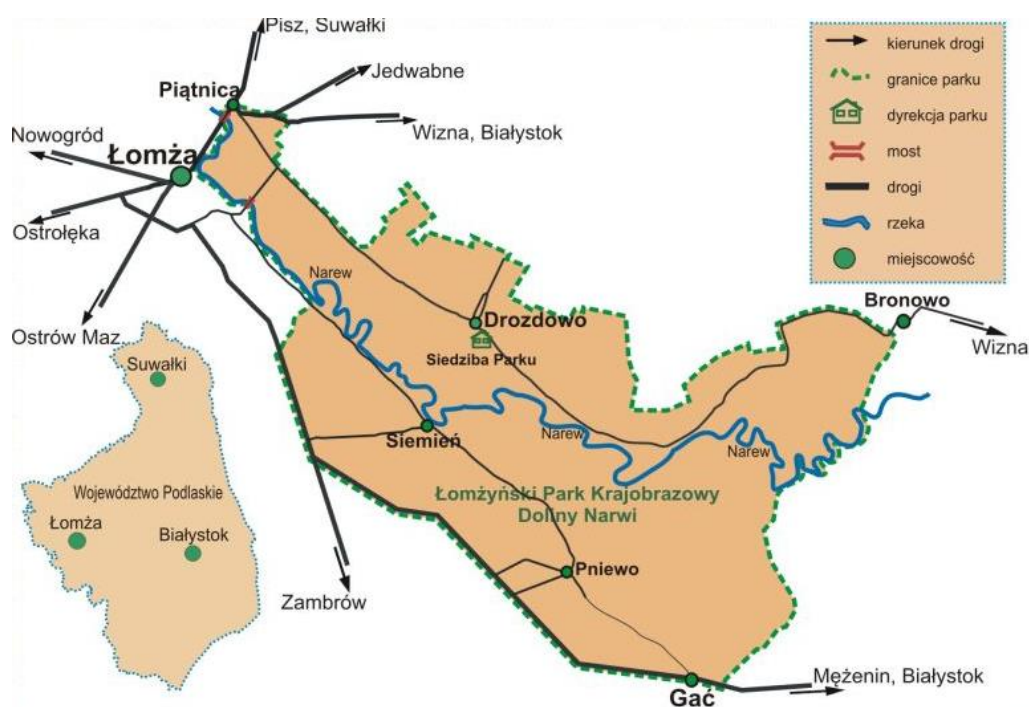 Pisz, Suwałki
Jedwabne
Piątnica
Wizna, Białystok
Nowogród
Łomża
Ostrołęka
Ostrów Maz.
kierunek drogi
granice parku
dyrekcja parku
most
drogi
rzeka
miejscowość
Narew
Drozdowo
Siedziba Parku
Bronowo
Wizna
Siemień
Narew
Narew
Łomżyński Park Krajobrazowy
Doliny Narwi
Pniewo
Zambrów
Gać
Mężenin, Białystok
Suwałki
Województwo Podlaskie
Łomża
Białystok